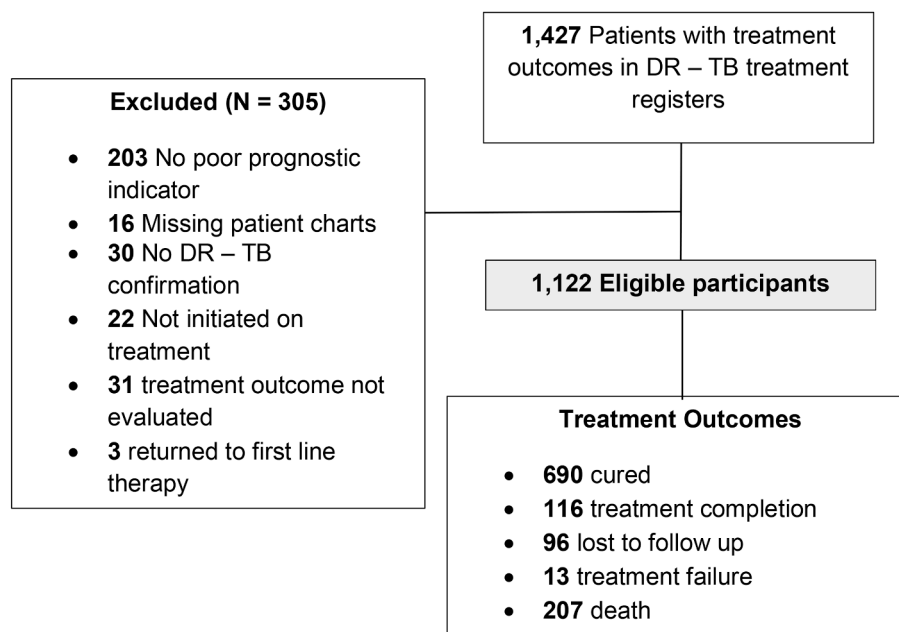 1,427 Patients with treatment
outcomes in DR – TB treatment
registers
Excluded (N = 305)
• 203 No poor prognostic
indicator
• 16 Missing patient charts
• 30 No DR – TB
confirmation
• 22 Not initiated on
treatment
• 31 treatment outcome not
evaluated
• 3 returned to first line
therapy
1,122 Eligible participants
Treatment Outcomes
• 690 cured
• 116 treatment completion
• 96 lost to follow up
• 13 treatment failure
• 207 death